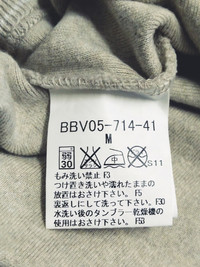 BBV05-714-41
M
S11
もみ洗い禁止 F3
つけ置き洗いや濡れたままの
放置はおさけ下さい。 F5
裏返しにして洗って下さい。 F30
水洗い後のタンブラー乾燥機の
使用はおさけ下さい。 F53